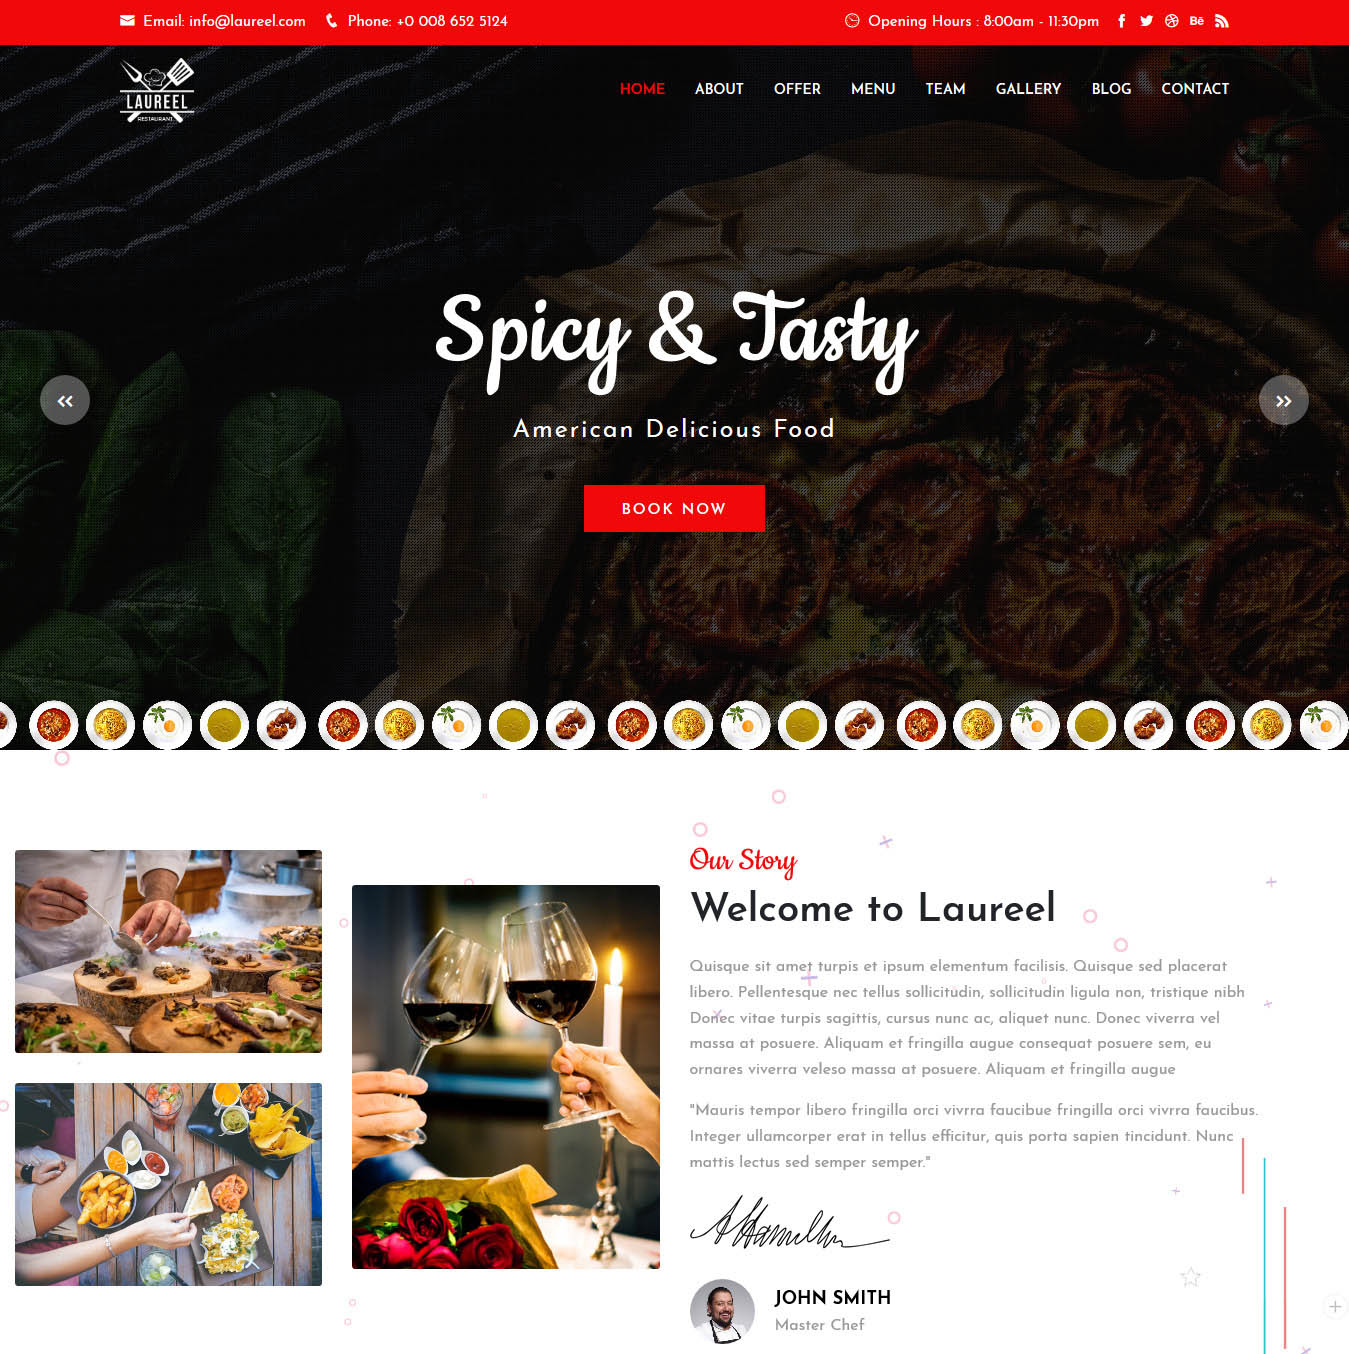 Email: info@laureel.com Phone: +0 008 652 5124 Opening Hours : 8:00am - 11:30pm Bē
LAUREEL
RESTAURANT
HOME ABOUT OFFER MENU TEAM GALLERY BLOG CONTACT
Spicy & Tasty
American Delicious Food
BOOK NOW
Our Story
Welcome to Laureel
Quisque sit amet turpis et ipsum elementum facilisis. Quisque sed placerat
libero. Pellentesque nec tellus sollicitudin, sollicitudin ligula non, tristique nibh
Donec vitae turpis sagittis, cursus nunc ac, aliquet nunc. Donec viverra vel
massa at posuere. Aliquam et fringilla augue consequat posuere sem, eu
ornares viverra veleso massa at posuere. Aliquam et fringilla augue
"Mauris tempor libero fringilla orci vivrra faucibue fringilla orci vivrra faucibus.
Integer ullamcorper erat in tellus efficitur, quis porta sapien tincidunt. Nunc
mattis lectus sed semper semper."
JOHN SMITH
Master Chef